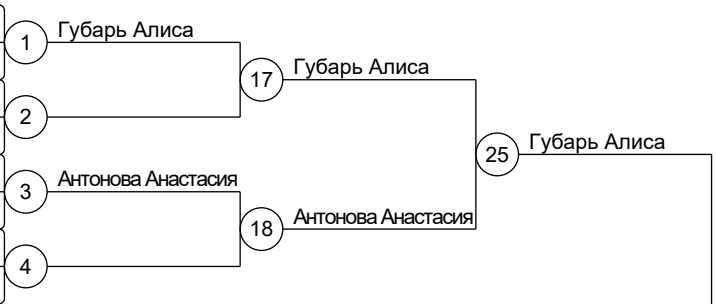 1 Губарь Алиса
17 Губарь Алиса
2
25 Губарь Алиса
3 Антонова Анастасия
18 Антонова Анастасия
4